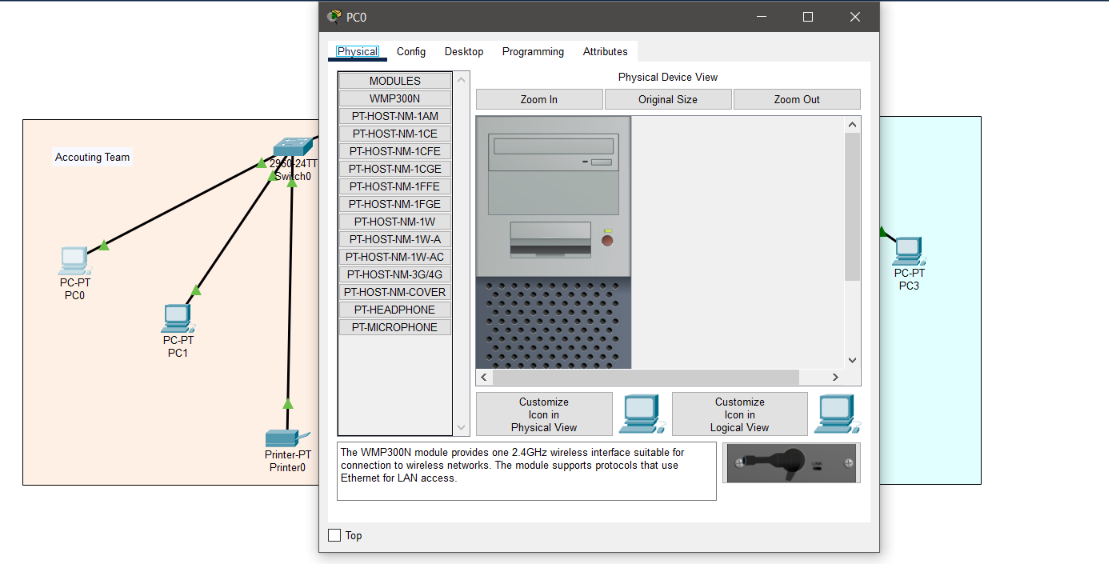 PC0
Physical
Config
Desktop
Programming
Attributes
MODULES
WMP300N
PT-HOST-NM-1AM
PT-HOST-NM-1CE
PT-HOST-NM-1CFE
PT-HOST-NM-1CGE
PT-HOST-NM-1FFE
PT-HOST-NM-1FGE
PT-HOST-NM-1W
PT-HOST-NM-1W-A
PT-HOST-NM-1W-AC
PT-HOST-NM-3G/4G
PT-HOST-NM-COVER
PT-HEADPHONE
PT-MICROPHONE
Physical Device View
Zoom In
Original Size
Zoom Out
Customize
Icon in
Physical View
Customize
Icon in
Logical View
The WMP300N module provides one 2.4GHz wireless interface suitable for
connection to wireless networks. The module supports protocols that use
Ethernet for LAN access.
Top
Accouting Team
2950-24TT
Switch0
PC-PT
PC0
PC-PT
PC1
Printer-PT
Printer0
PC-PT
PC3